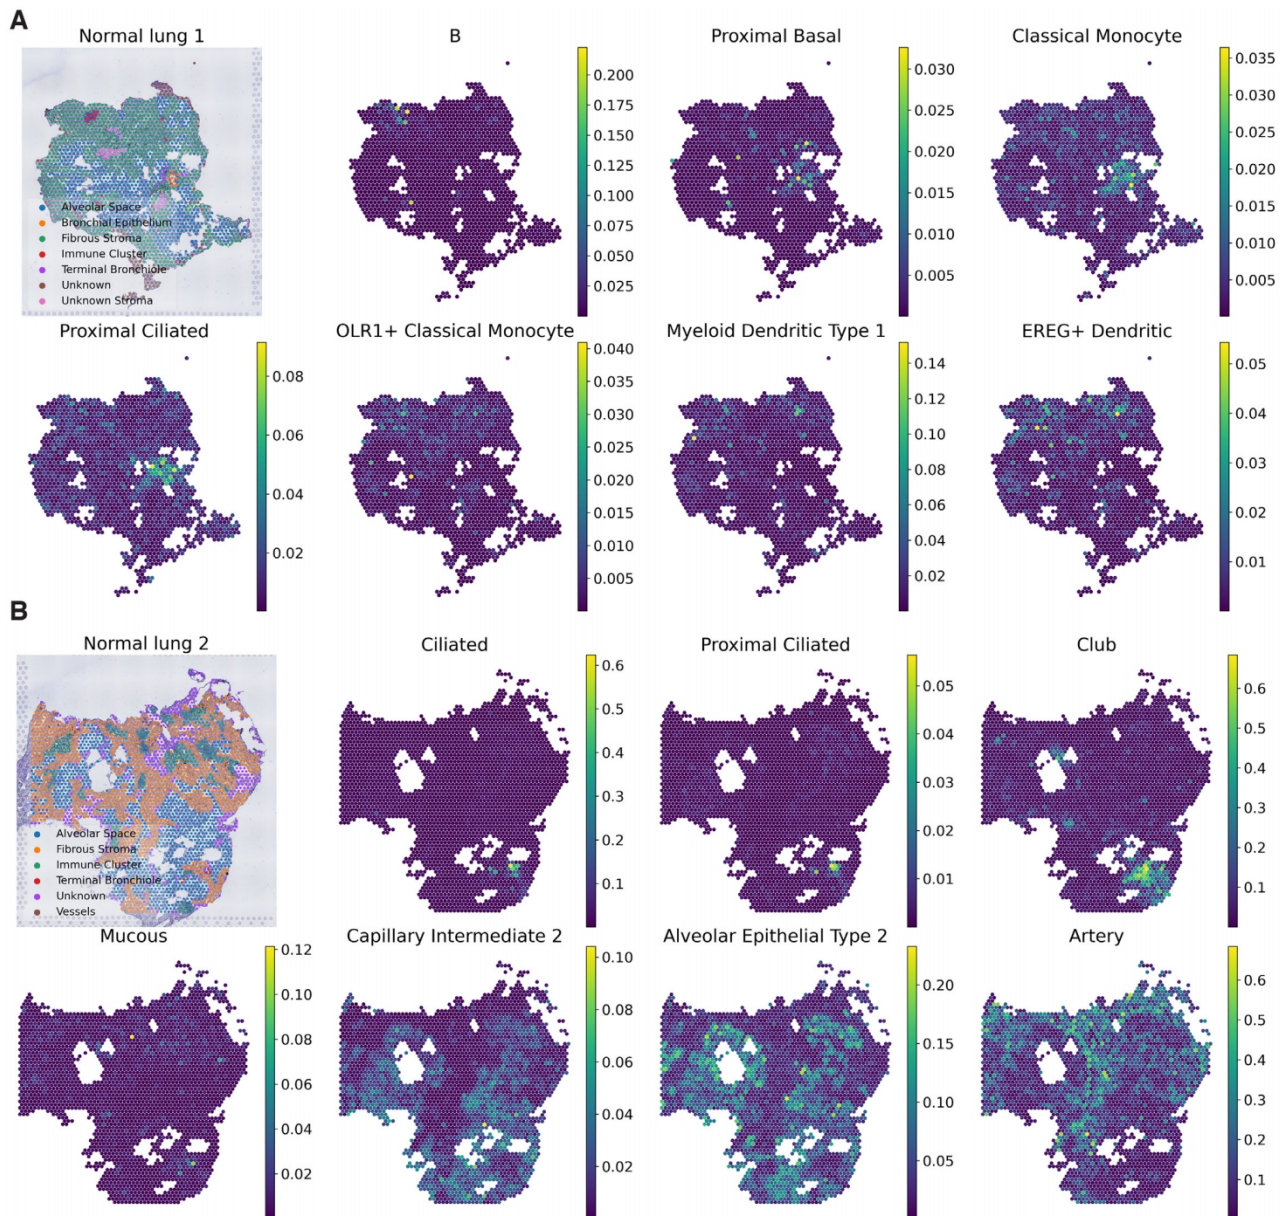 A
Normal lung 1
Alveolar Space
Bronchial Epithelium
Fibrous Stroma
Immune Cluster
Terminal Bronchiole
Unknown
Unknown Stroma
B
0.200
0.175
0.150
0.125
0.100
0.075
0.050
0.025
Proximal Basal
0.030
0.025
0.020
0.015
0.010
0.005
Classical Monocyte
0.035
0.030
0.025
0.020
0.015
0.010
0.005
Proximal Ciliated
0.08
0.06
0.04
0.02
OLR1+ Classical Monocyte
0.040
0.035
0.030
0.025
0.020
0.015
0.010
0.005
Myeloid Dendritic Type 1
0.14
0.12
0.10
0.08
0.06
0.04
0.02
EREG+ Dendritic
0.05
0.04
0.03
0.02
0.01
B
Normal lung 2
Alveolar Space
Fibrous Stroma
Immune Cluster
Terminal Bronchiole
Unknown
Vessels
Ciliated
0.6
0.5
0.4
0.3
0.2
0.1
Proximal Ciliated
0.05
0.04
0.03
0.02
0.01
Club
0.6
0.5
0.4
0.3
0.2
0.1
Mucous
0.12
0.10
0.08
0.06
0.04
0.02
Capillary Intermediate 2
0.10
0.08
0.06
0.04
0.02
Alveolar Epithelial Type 2
0.20
0.15
0.10
0.05
Artery
0.6
0.5
0.4
0.3
0.2
0.1